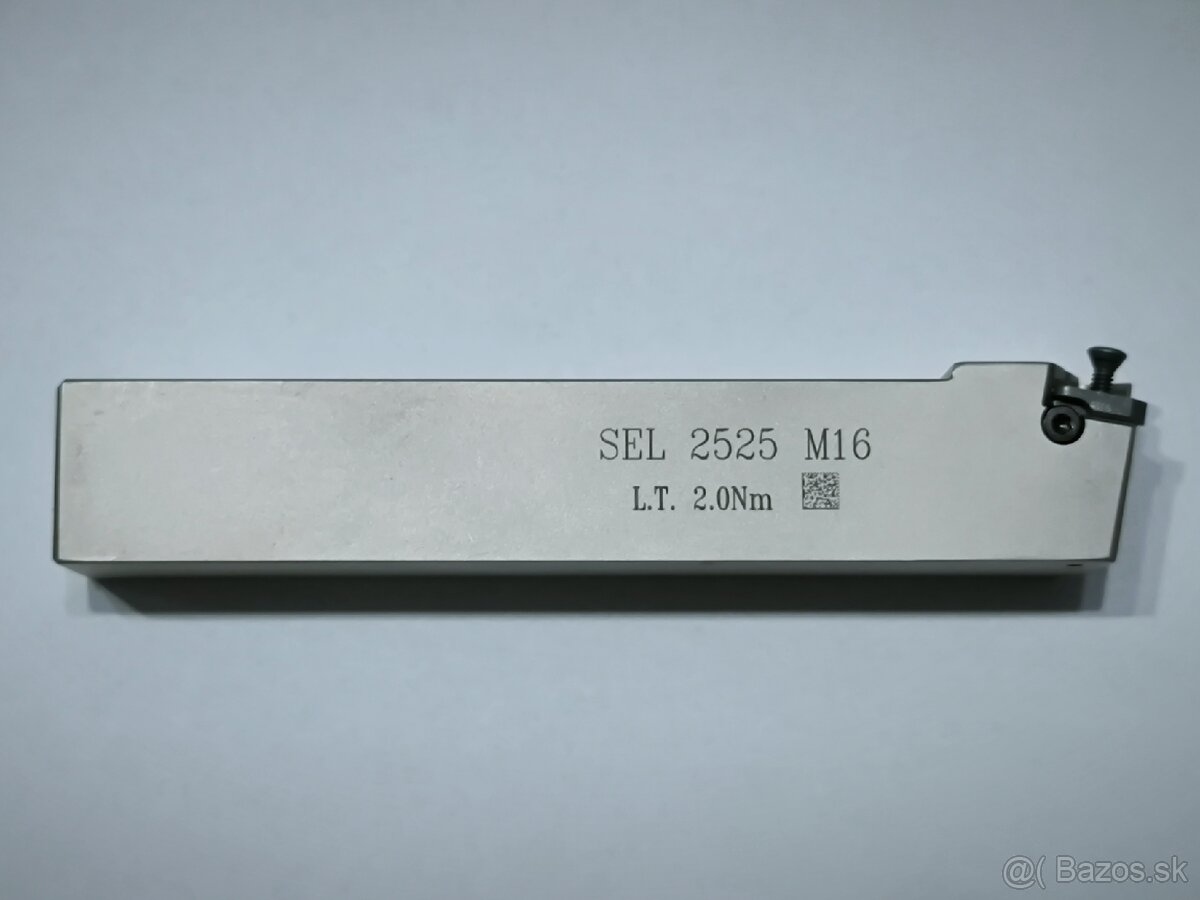 SEL 2525 M16
L.T. 2.0Nm
@( Bazos.sk